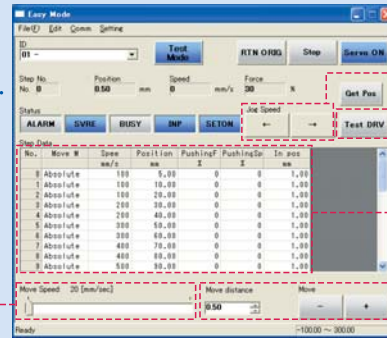 Easy Mode
File(F) Edit Comm Setting
ID
01 -
Test Mode
RTN ORIG Stop Servo ON
Step No. Position Speed Force
No. 0 0.50 mm 0 mm/s 30 %
Get Pos
Status
ALARM SVRE BUSY INP SETON
Jog Speed
← →
Test DRV
Step Data
No. Move M Spee Position PushingF PushingSp In pos
mm/s mm % % mm
0 Absolute 100 5.00 0 0 1.00
1 Absolute 100 10.00 0 0 1.00
2 Absolute 100 20.00 0 0 1.00
3 Absolute 200 30.00 0 0 1.00
4 Absolute 200 40.00 0 0 1.00
5 Absolute 300 50.00 0 0 1.00
6 Absolute 300 60.00 0 0 1.00
7 Absolute 400 70.00 0 0 1.00
8 Absolute 400 80.00 0 0 1.00
9 Absolute 500 90.00 0 0 1.00
Move Speed 20 [mm/sec]
Move distance
0.50
Move
- +
Ready
-100.00 ~ 300.00